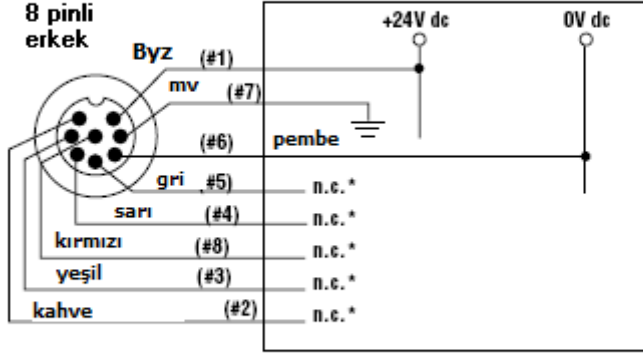 8 pinli
erkek
+24V dc
0V dc
Byz (#1)
mv (#7)
(#6) pembe
gri .#5) n.c.*
sarı (#4) n.c.*
kırmızı (#8) n.c.*
yeşil (#3) n.c.*
kahve (#2) n.c.*